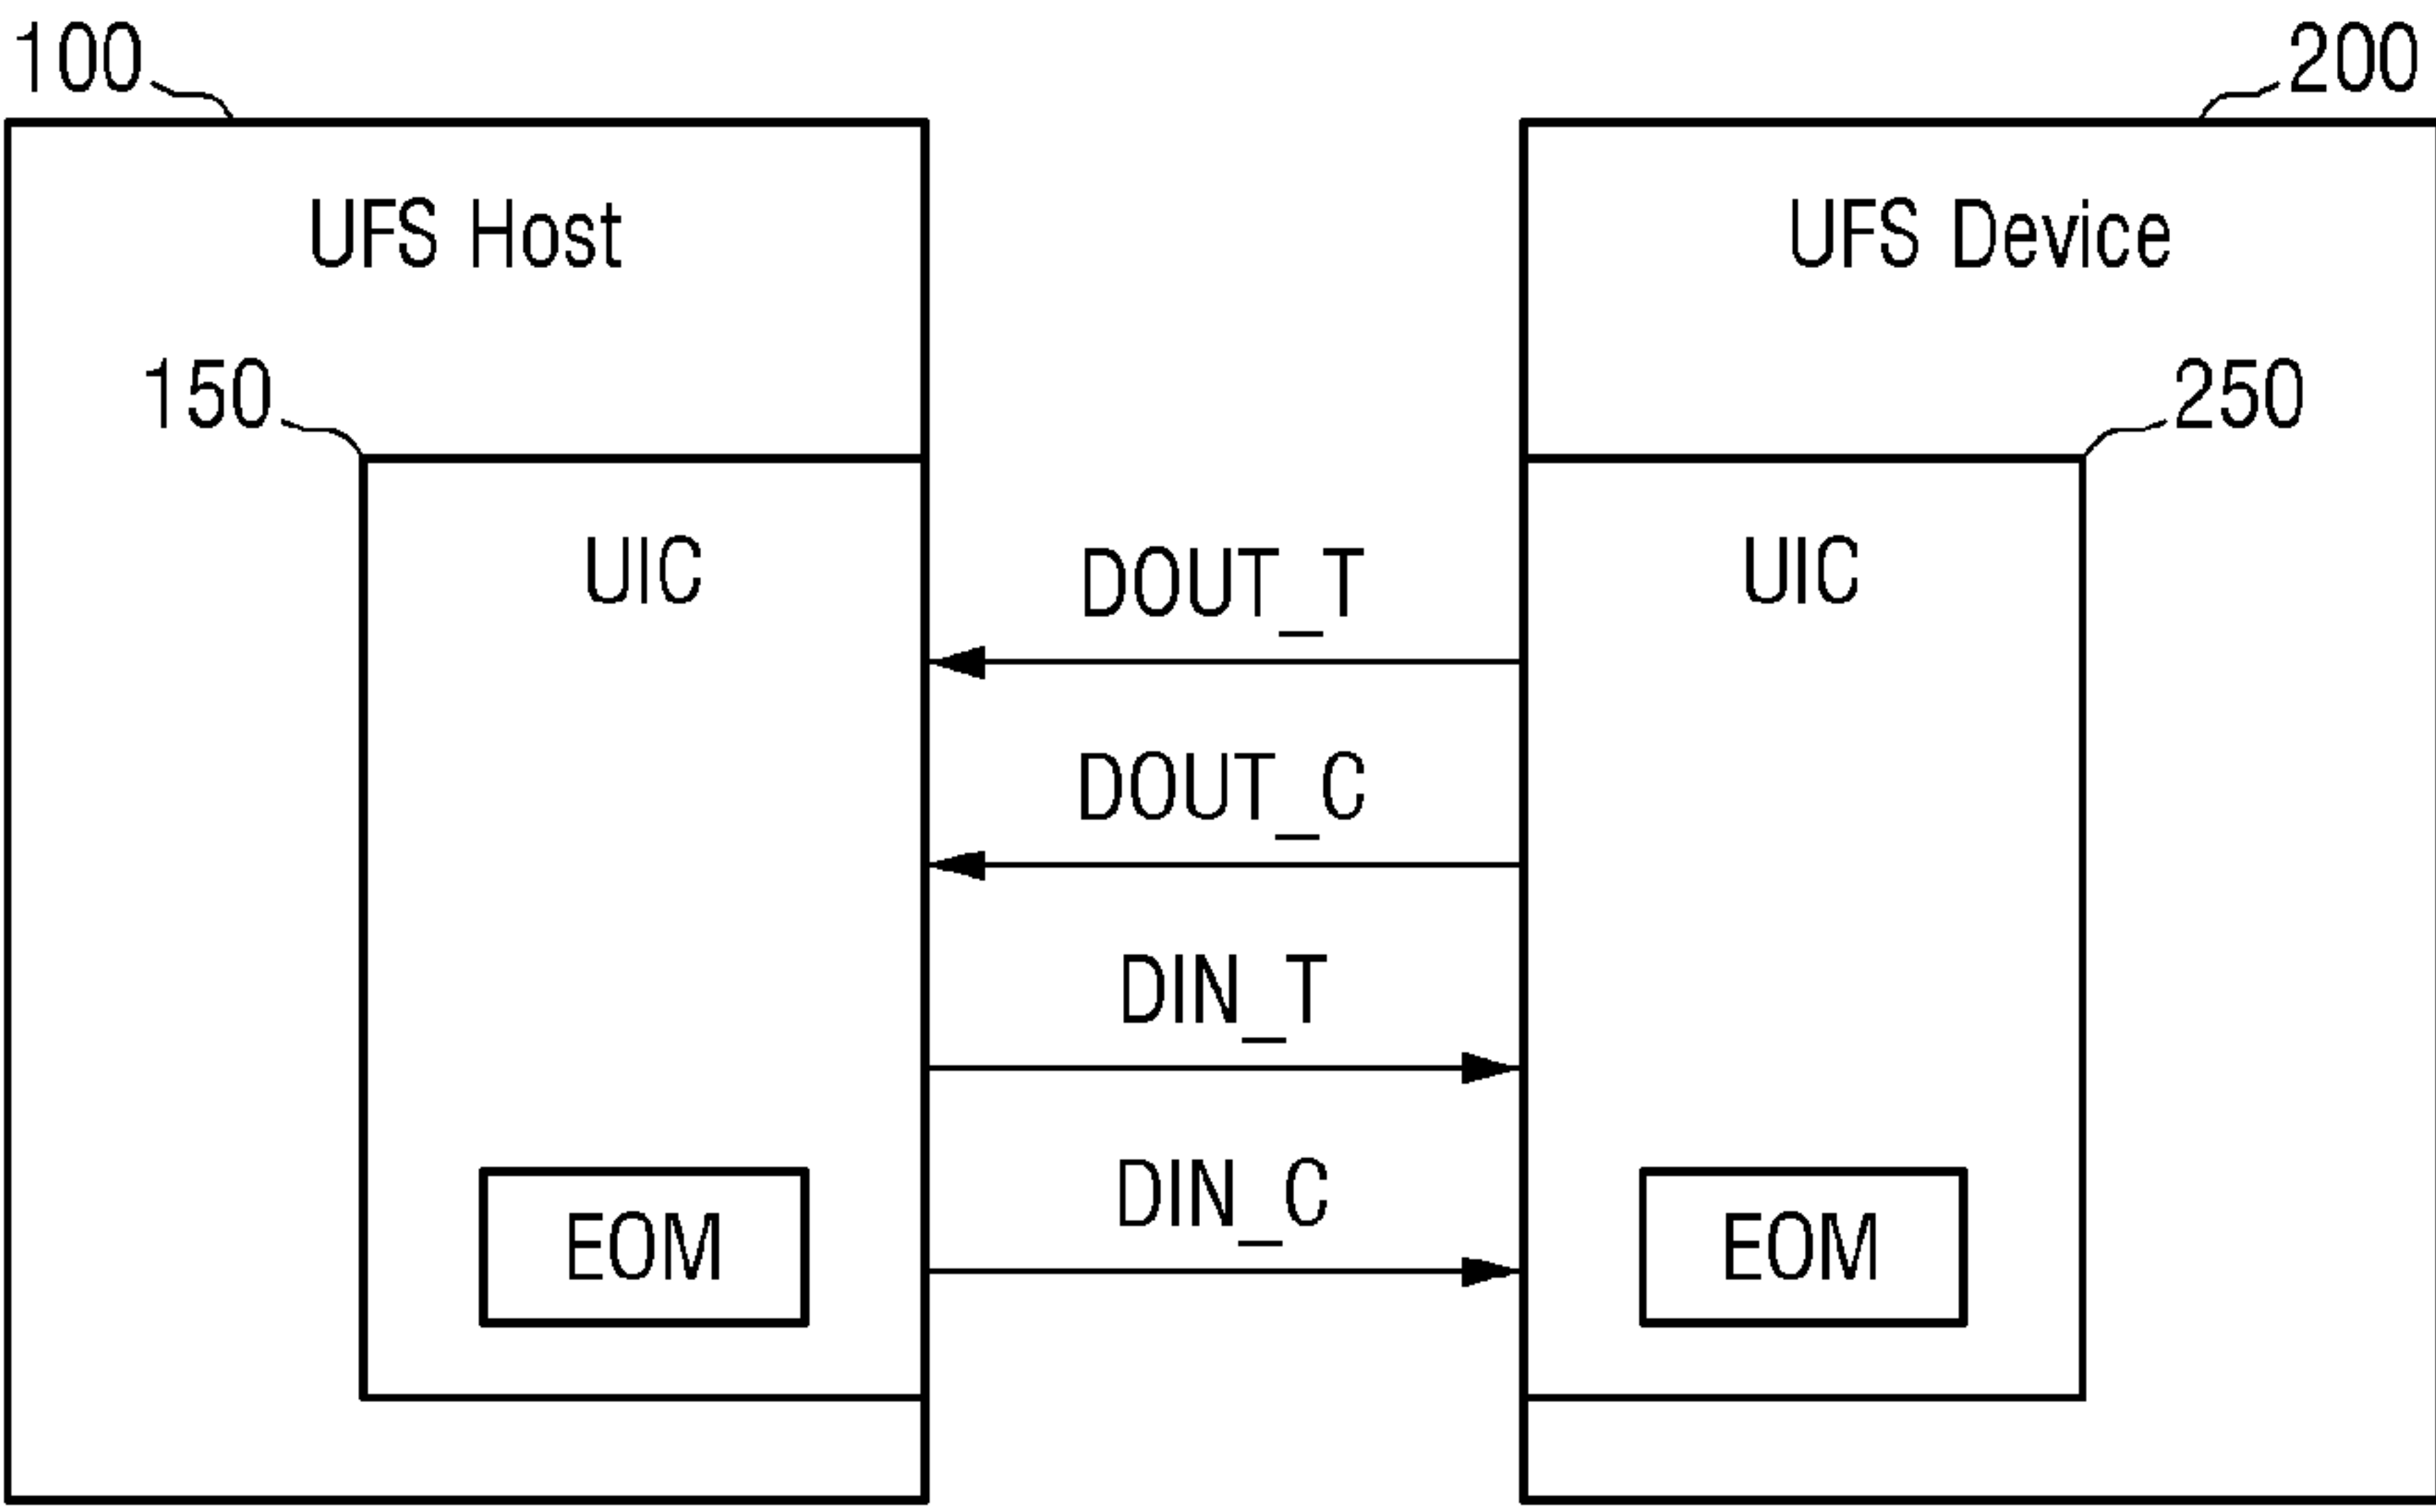 100
200
UFS Host
UFS Device
150
250
UIC
UIC
DOUT_T
DOUT_C
DIN_T
DIN_C
EOM
EOM